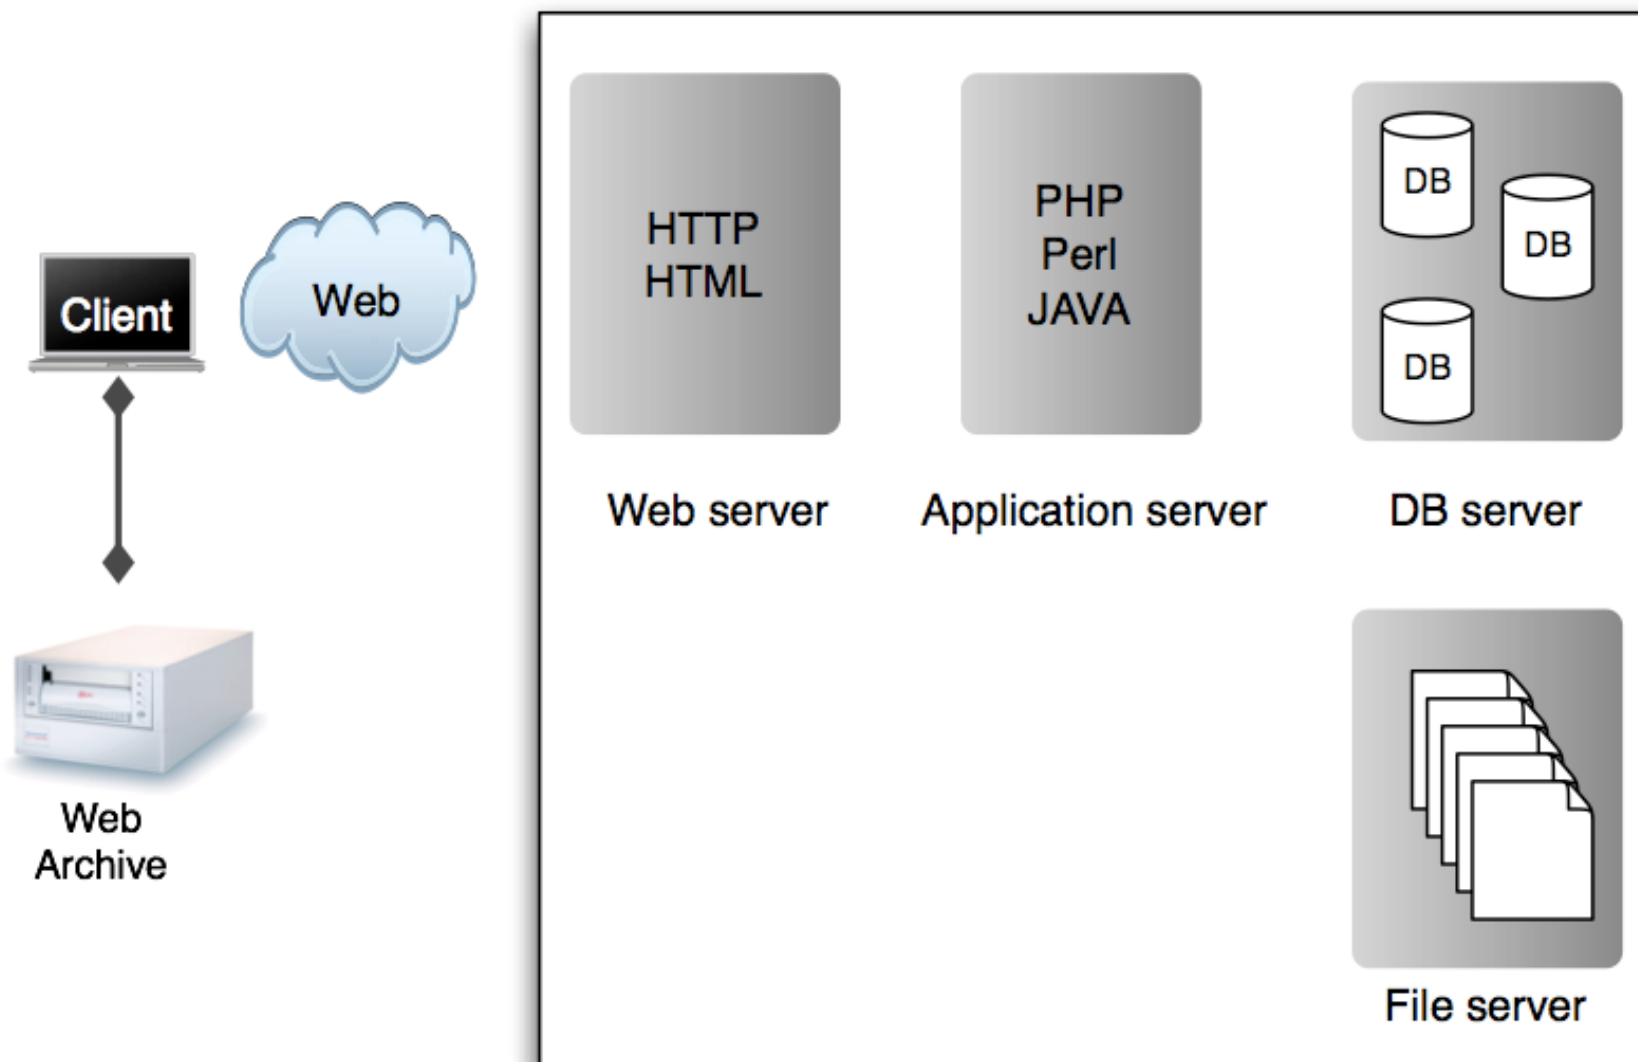 Client
Web
HTTP
HTML
PHP
Perl
JAVA
DB
DB
DB
Web server
Application server
DB server
Web
Archive
File server